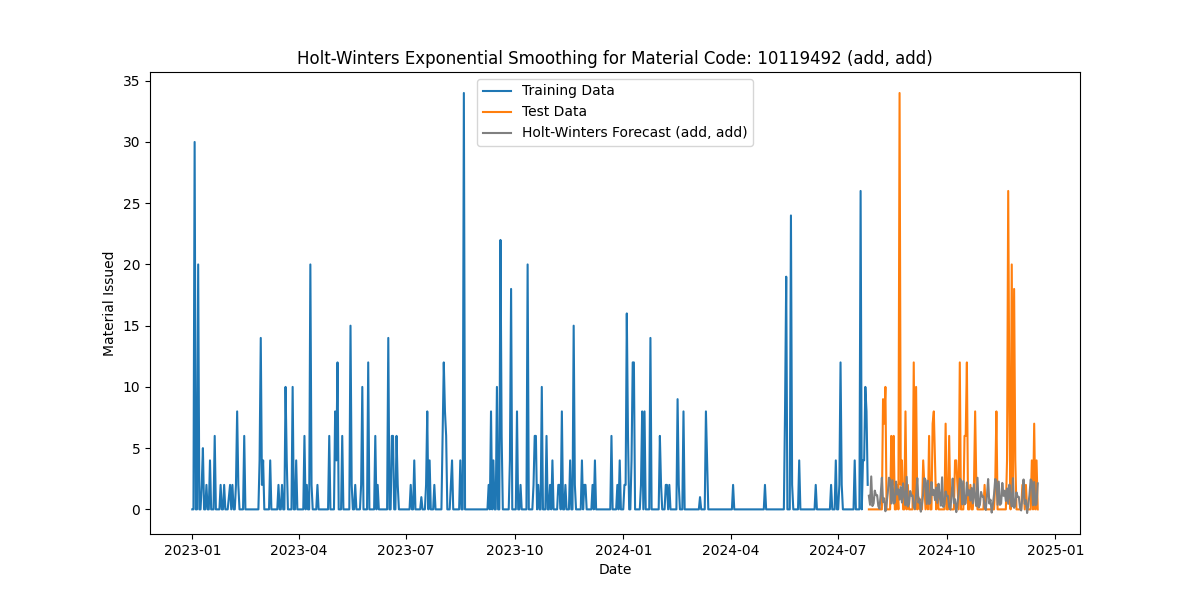 Holt-Winters Exponential Smoothing for Material Code: 10119492 (add, add)
Training Data
Test Data
Holt-Winters Forecast (add, add)
Material Issued
35
30
25
20
15
10
5
0
2023-01
2023-04
2023-07
2023-10
2024-01
2024-04
2024-07
2024-10
2025-01
Date